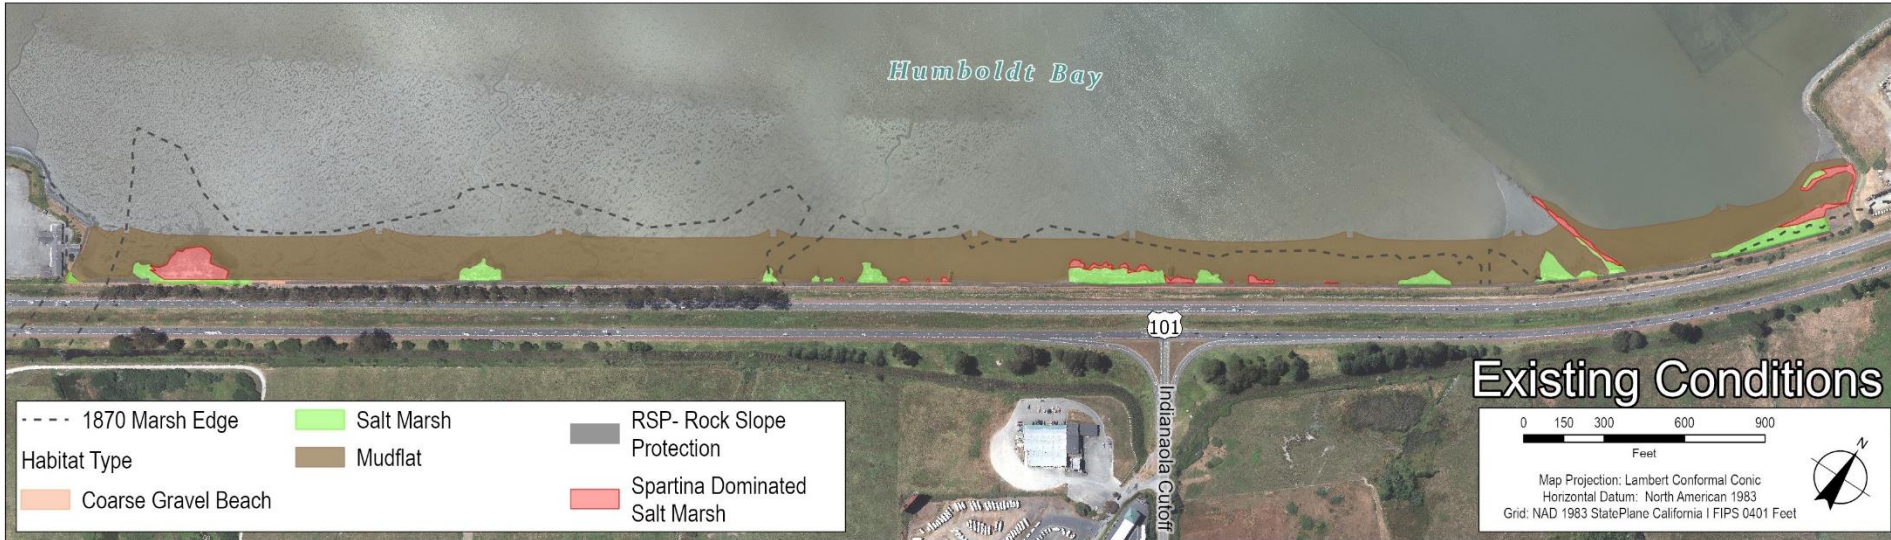 Humboldt Bay
101
Indianaola Cutoff
Existing Conditions
1870 Marsh Edge
Habitat Type
Coarse Gravel Beach
Salt Marsh
Mudflat
RSP- Rock Slope
Protection
Spartina Dominated
Salt Marsh
0 150 300 600 900
Feet
N
Map Projection: Lambert Conformal Conic
Horizontal Datum: North American 1983
Grid: NAD 1983 StatePlane California I FIPS 0401 Feet